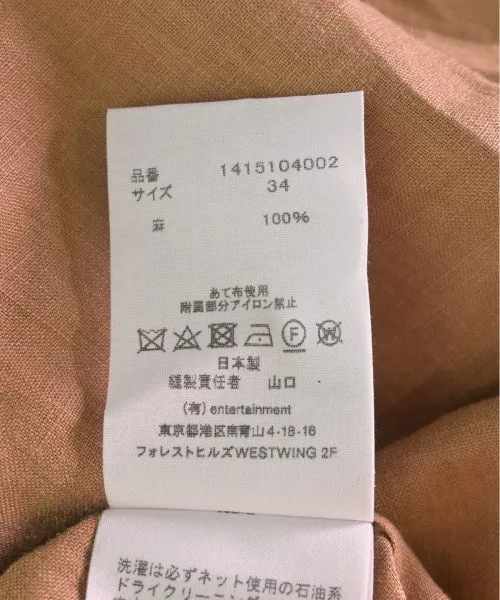 品番 1415104002
サイズ 34
麻 100%
あて布使用
附属部分アイロン禁止
F W
日本製
縫製責任者 山口
(有) entertainment
東京都港区南青山4-18-16
フォレストヒルズWESTWING 2F
洗濯は必ずネット使用の石油系
ドライクリーニング